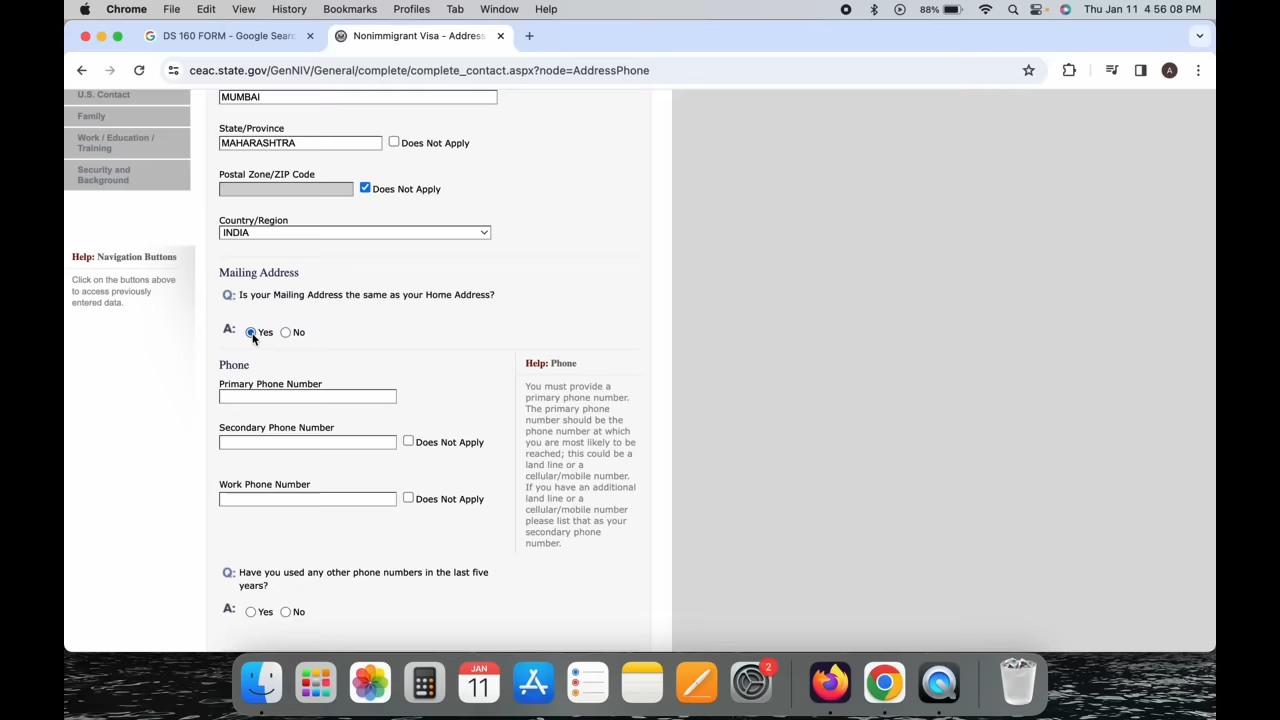 Chrome File Edit View History Bookmarks Profiles Tab Window Help 88% Thu Jan 11 4 56 08 PM
DS 160 FORM - Google Searc
Nonimmigrant Visa - Address
ceac.state.gov/GenNIV/General/complete/complete_contact.aspx?node=AddressPhone
A
U.S. Contact
Family
Work / Education /
Training
Security and
Background
Help: Navigation Buttons
Click on the buttons above
to access previously
entered data.
MUMBAI
State/Province
MAHARASHTRA Does Not Apply
Postal Zone/ZIP Code
Does Not Apply
Country/Region
INDIA
Mailing Address
Q: Is your Mailing Address the same as your Home Address?
A: Yes No
Phone
Primary Phone Number
Secondary Phone Number
Does Not Apply
Work Phone Number
Does Not Apply
Help: Phone
You must provide a
primary phone number.
The primary phone
number should be the
phone number at which
you are most likely to be
reached; this could be a
land line or a
cellular/mobile number.
If you have an additional
land line or a
cellular/mobile number
please list that as your
secondary phone
number.
Q: Have you used any other phone numbers in the last five
years?
A: Yes No
JAN
11
2